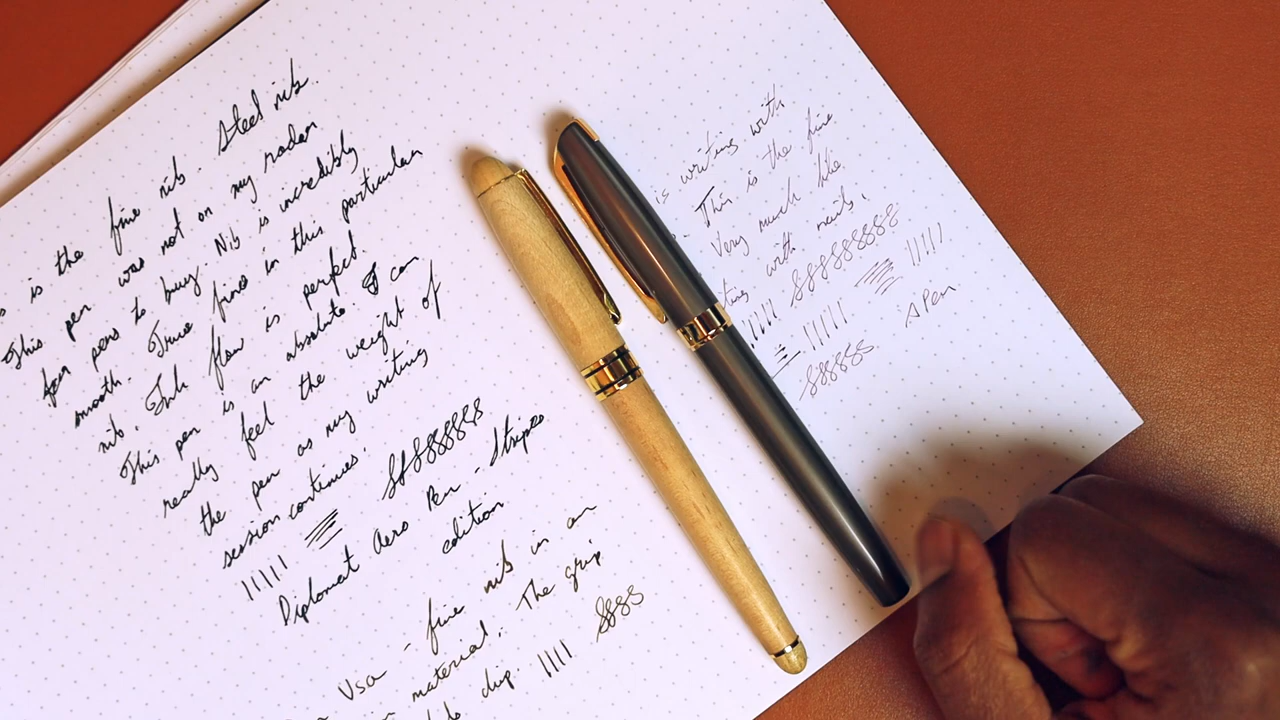 is the fine nib. Steel nib.
This pen was not on my radar
for pens to buy. Nib is incredibly
smooth. True fine in this particular
nib. Ink flow is perfect.
This pen is an absolute. I can
really feel the weight of
the pen as my writing
session continues.
Diplomat Aero Pen - Stripes
edition
Usa - fine nib in an
material. The grip
is writing with
This is the fine
Very much like
with nib.
A Pen